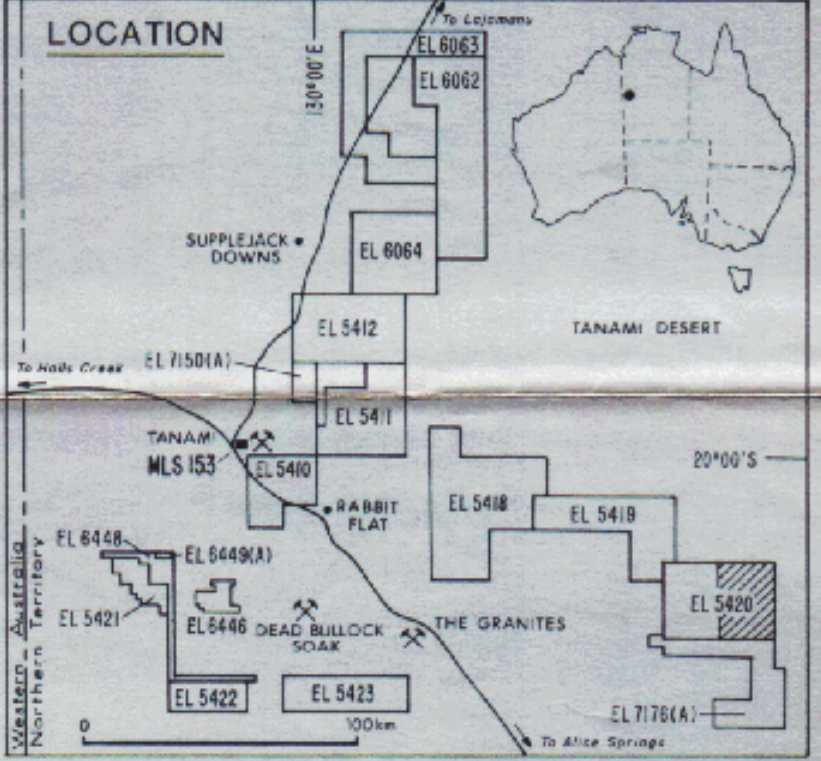 LOCATION
130°00'E
To Lajamanu
EL 6063
EL 6062
SUPPLEJACK
DOWNS
EL 6064
EL 5412
TANAMI DESERT
To Halls Creek
EL 7150(A)
EL 5411
TANAMI
MLS 153
EL 5410
20°00'S
RABBIT
FLAT
EL 5418
EL 5419
EL 6448
EL 6449(A)
EL 5421
EL 6446
DEAD BULLOCK
SOAK
THE GRANITES
EL 5420
EL 5422
EL 5423
EL 7176(A)
Western Australia
Northern Territory
0
100km
To Alice Springs